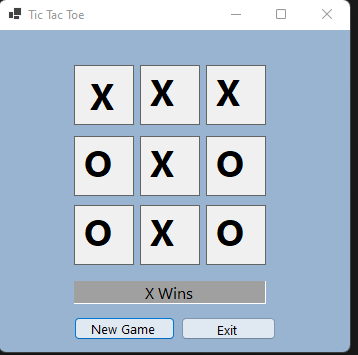 Tic Tac Toe
X X X
O X O
O X O
X Wins
New Game Exit